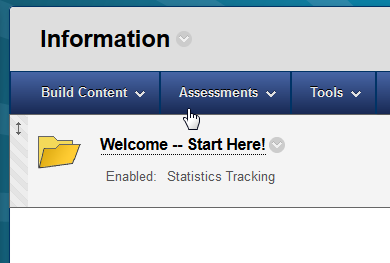 Information
Build Content Assessments Tools
Welcome -- Start Here!
Enabled: Statistics Tracking